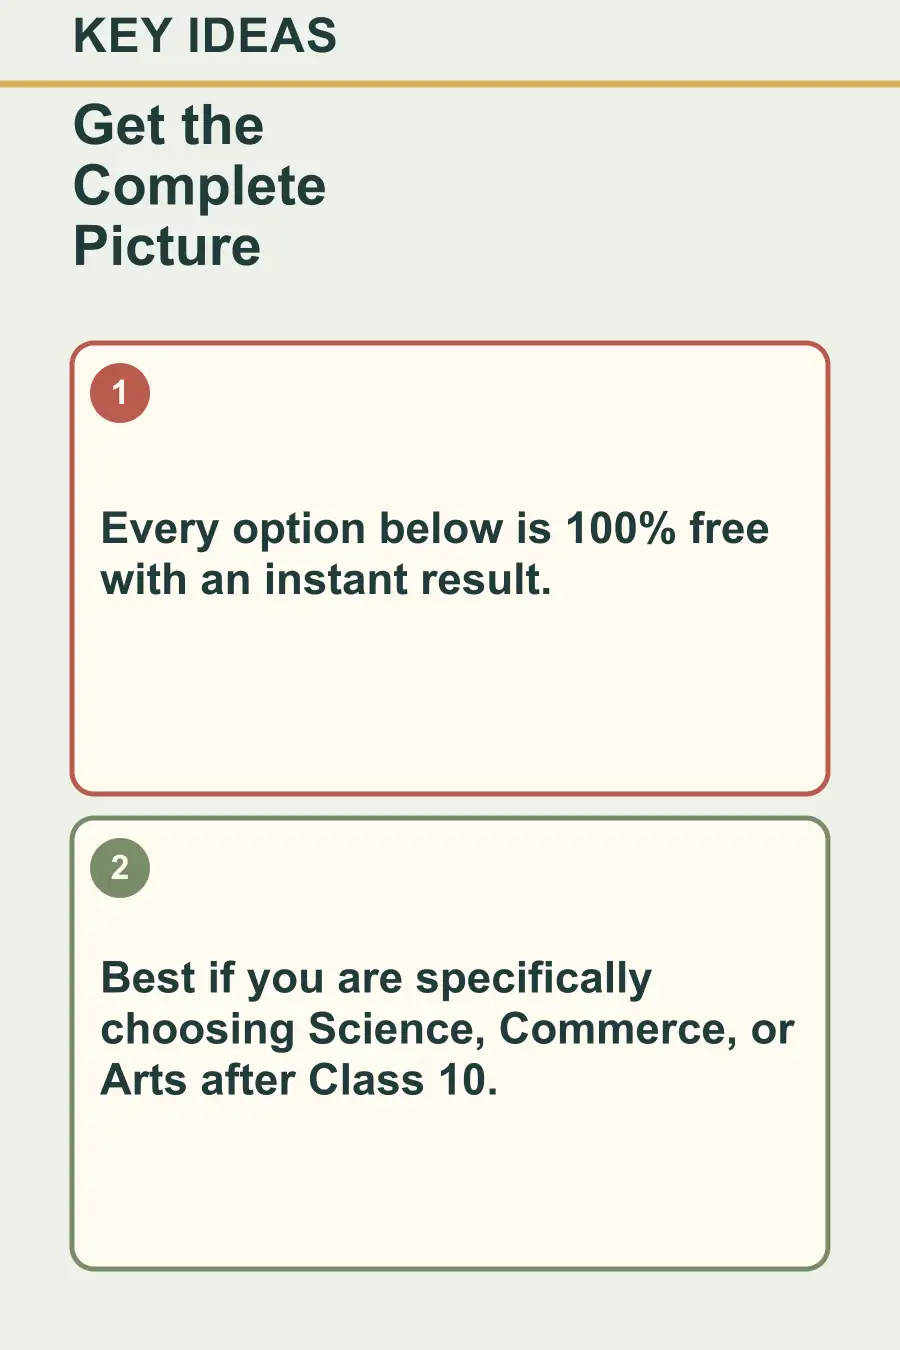 KEY IDEAS
Get the
Complete
Picture
1
Every option below is 100% free
with an instant result.
2
Best if you are specifically
choosing Science, Commerce, or
Arts after Class 10.